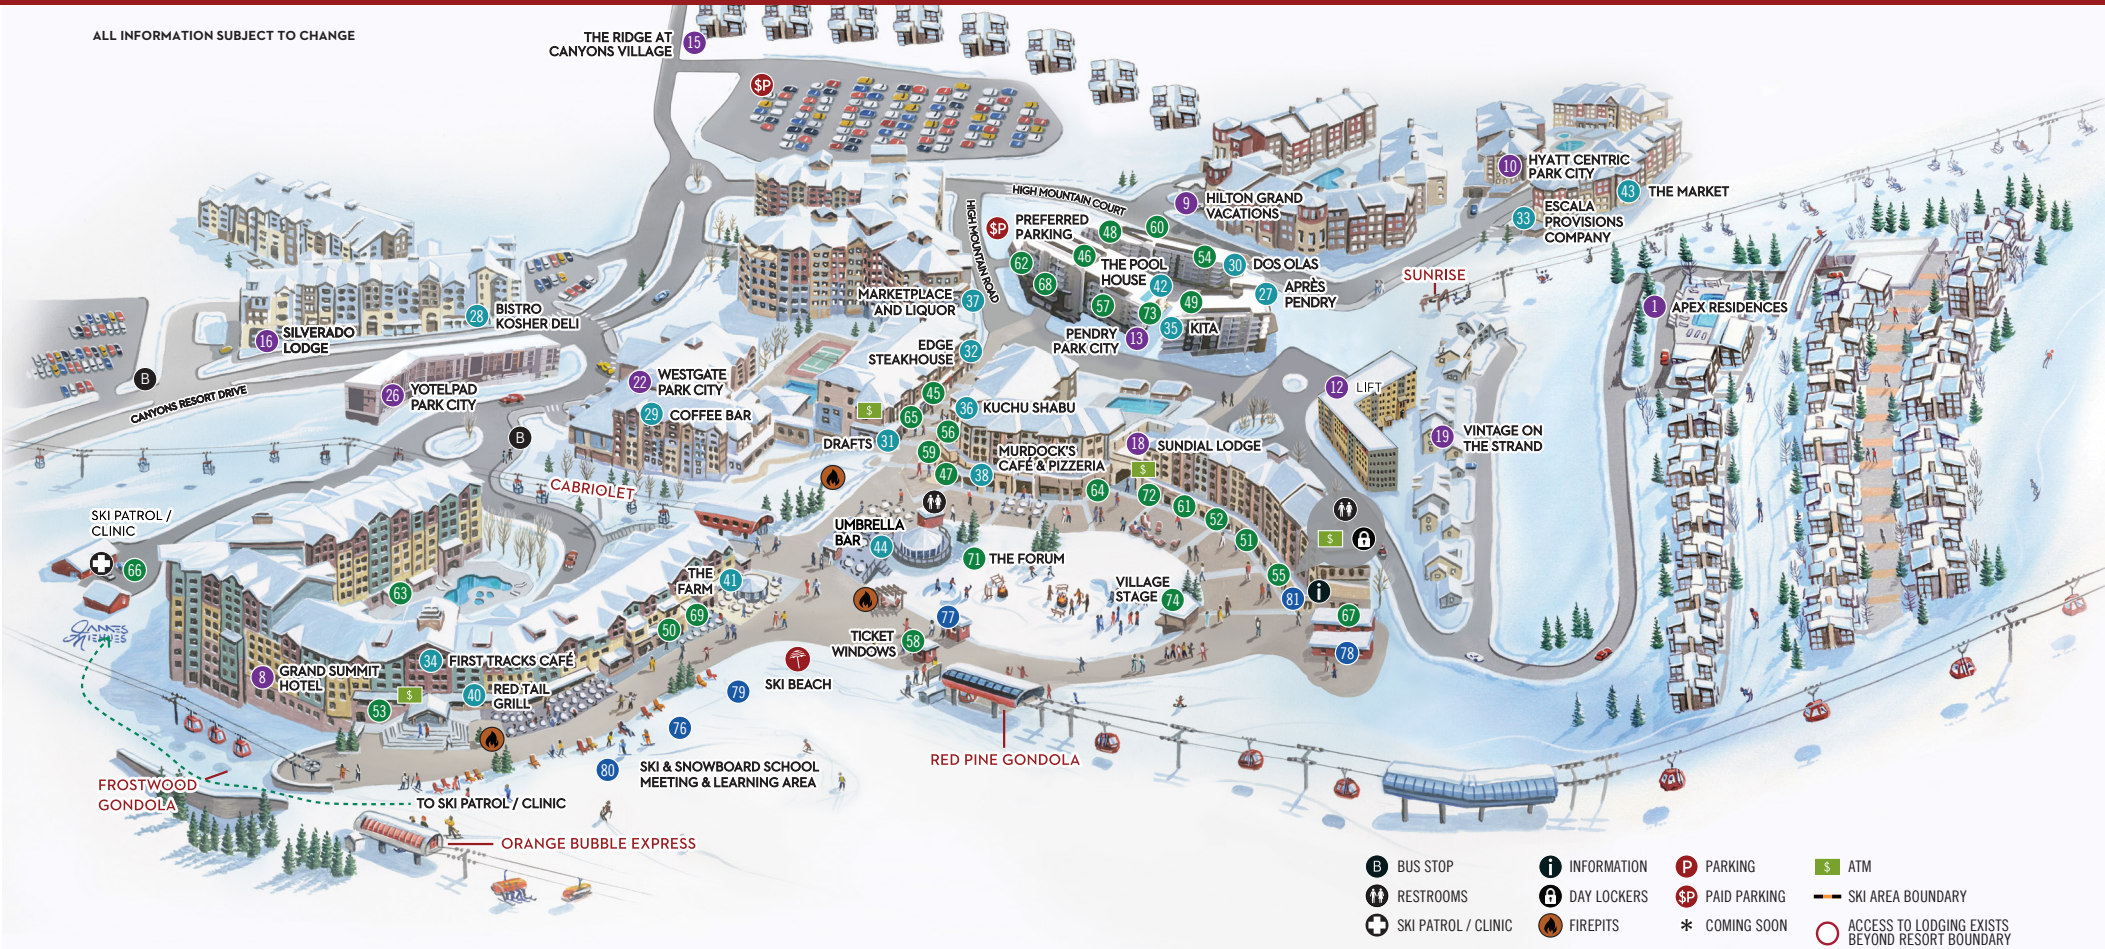 ALL INFORMATION SUBJECT TO CHANGE
THE RIDGE AT
CANYONS VILLAGE
15
$P
HIGH MOUNTAIN COURT
HIGH MOUNTAIN ROAD
$P
PREFERRED
PARKING
9
HILTON GRAND
VACATIONS
10
HYATT CENTRIC
PARK CITY
43
THE MARKET
33
ESCALA
PROVISIONS
COMPANY
48
60
46
54
62
68
THE POOL
HOUSE
42
30
DOS OLAS
27
APRÈS
PENDRY
57
49
73
PENDRY
PARK CITY
13
35
KITA
SUNRISE
1
APEX RESIDENCES
MARKETPLACE
AND LIQUOR
37
28
BISTRO
KOSHER DELI
16
SILVERADO
LODGE
B
CANYONS RESORT DRIVE
26
YOTELPAD
PARK CITY
22
WESTGATE
PARK CITY
29
COFFEE BAR
EDGE
STEAKHOUSE
32
45
$
65
36
KUCHU SHABU
56
DRAFTS
31
59
47
38
MURDOCK'S
CAFÉ & PIZZERIA
18
SUNDIAL LODGE
$
12
LIFT
19
VINTAGE ON
THE STRAND
B
CABRIOLET
64
72
61
52
51
55
$
SKI PATROL /
CLINIC
66
63
UMBRELLA
BAR
44
71
THE FORUM
THE
FARM
41
69
50
VILLAGE
STAGE
74
81
i
67
78
77
TICKET
WINDOWS
58
SKI BEACH
JAMES
NIEHUES
8
GRAND SUMMIT
HOTEL
34
FIRST TRACKS CAFÉ
$
40
RED TAIL
GRILL
53
79
76
80
SKI & SNOWBOARD SCHOOL
MEETING & LEARNING AREA
RED PINE GONDOLA
FROSTWOOD
GONDOLA
TO SKI PATROL / CLINIC
ORANGE BUBBLE EXPRESS
B BUS STOP
RESTROOMS
SKI PATROL / CLINIC
i INFORMATION
DAY LOCKERS
FIREPITS
P PARKING
$P PAID PARKING
* COMING SOON
$ ATM
SKI AREA BOUNDARY
ACCESS TO LODGING EXISTS
BEYOND RESORT BOUNDARY